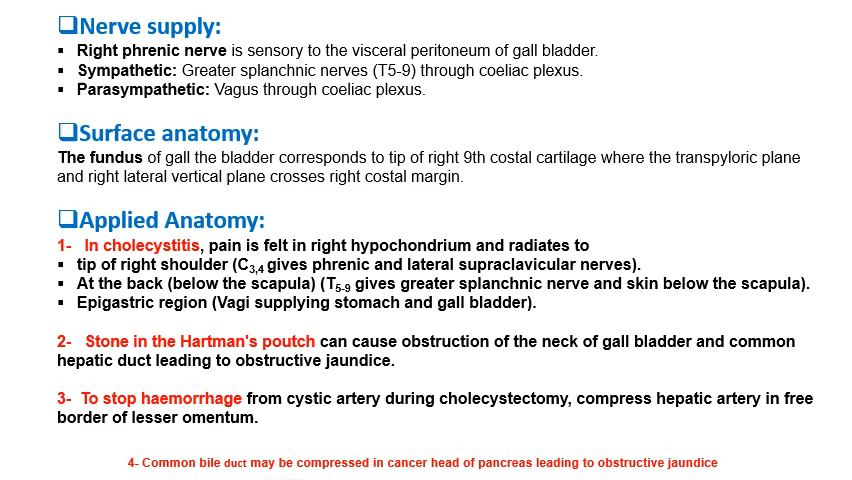 ❑Nerve supply:
▪ Right phrenic nerve is sensory to the visceral peritoneum of gall bladder.
▪ Sympathetic: Greater splanchnic nerves (T5-9) through coeliac plexus.
▪ Parasympathetic: Vagus through coeliac plexus.
❑Surface anatomy:
The fundus of gall the bladder corresponds to tip of right 9th costal cartilage where the transpyloric plane
and right lateral vertical plane crosses right costal margin.
❑Applied Anatomy:
1- In cholecystitis, pain is felt in right hypochondrium and radiates to
▪ tip of right shoulder (C3,4 gives phrenic and lateral supraclavicular nerves).
▪ At the back (below the scapula) (T5-9 gives greater splanchnic nerve and skin below the scapula).
▪ Epigastric region (Vagi supplying stomach and gall bladder).
2- Stone in the Hartman's poutch can cause obstruction of the neck of gall bladder and common
hepatic duct leading to obstructive jaundice.
3- To stop haemorrhage from cystic artery during cholecystectomy, compress hepatic artery in free
border of lesser omentum.
4- Common bile duct may be compressed in cancer head of pancreas leading to obstructive jaundice